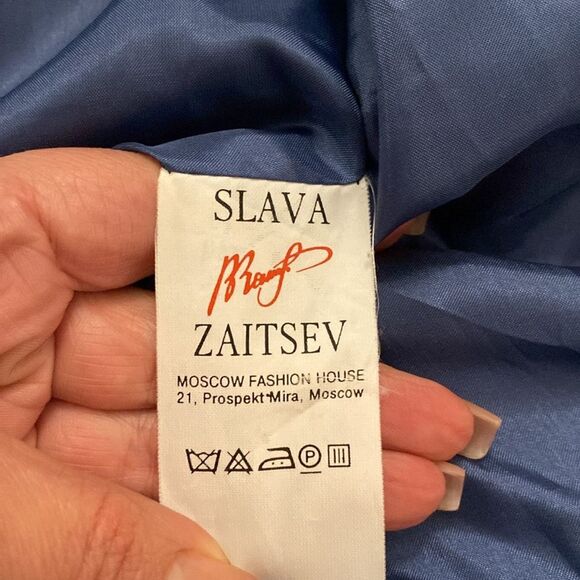 SLAVA
ZAITSEV
MOSCOW FASHION HOUSE
21, Prospekt Mira, Moscow
P